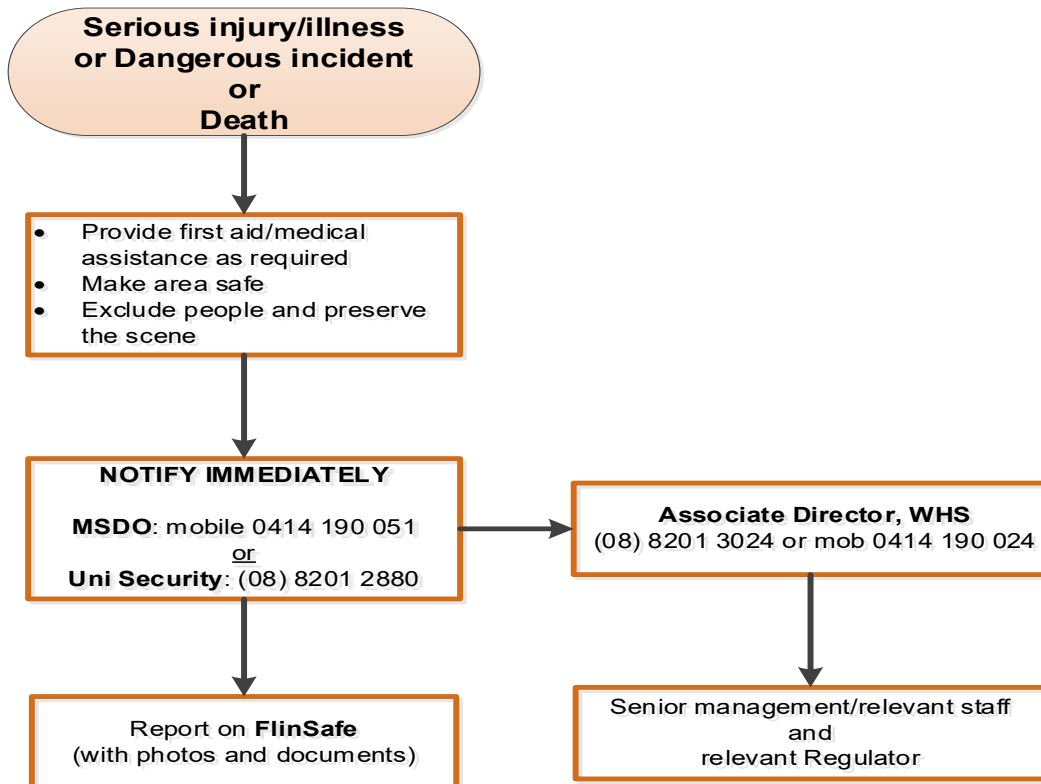 Serious injury/illness
or Dangerous incident
or
Death
• Provide first aid/medical
assistance as required
• Make area safe
• Exclude people and preserve
the scene
NOTIFY IMMEDIATELY
MSDO: mobile 0414 190 051
or
Uni Security: (08) 8201 2880
Associate Director, WHS
(08) 8201 3024 or mob 0414 190 024
Report on FlinSafe
(with photos and documents)
Senior management/relevant staff
and
relevant Regulator